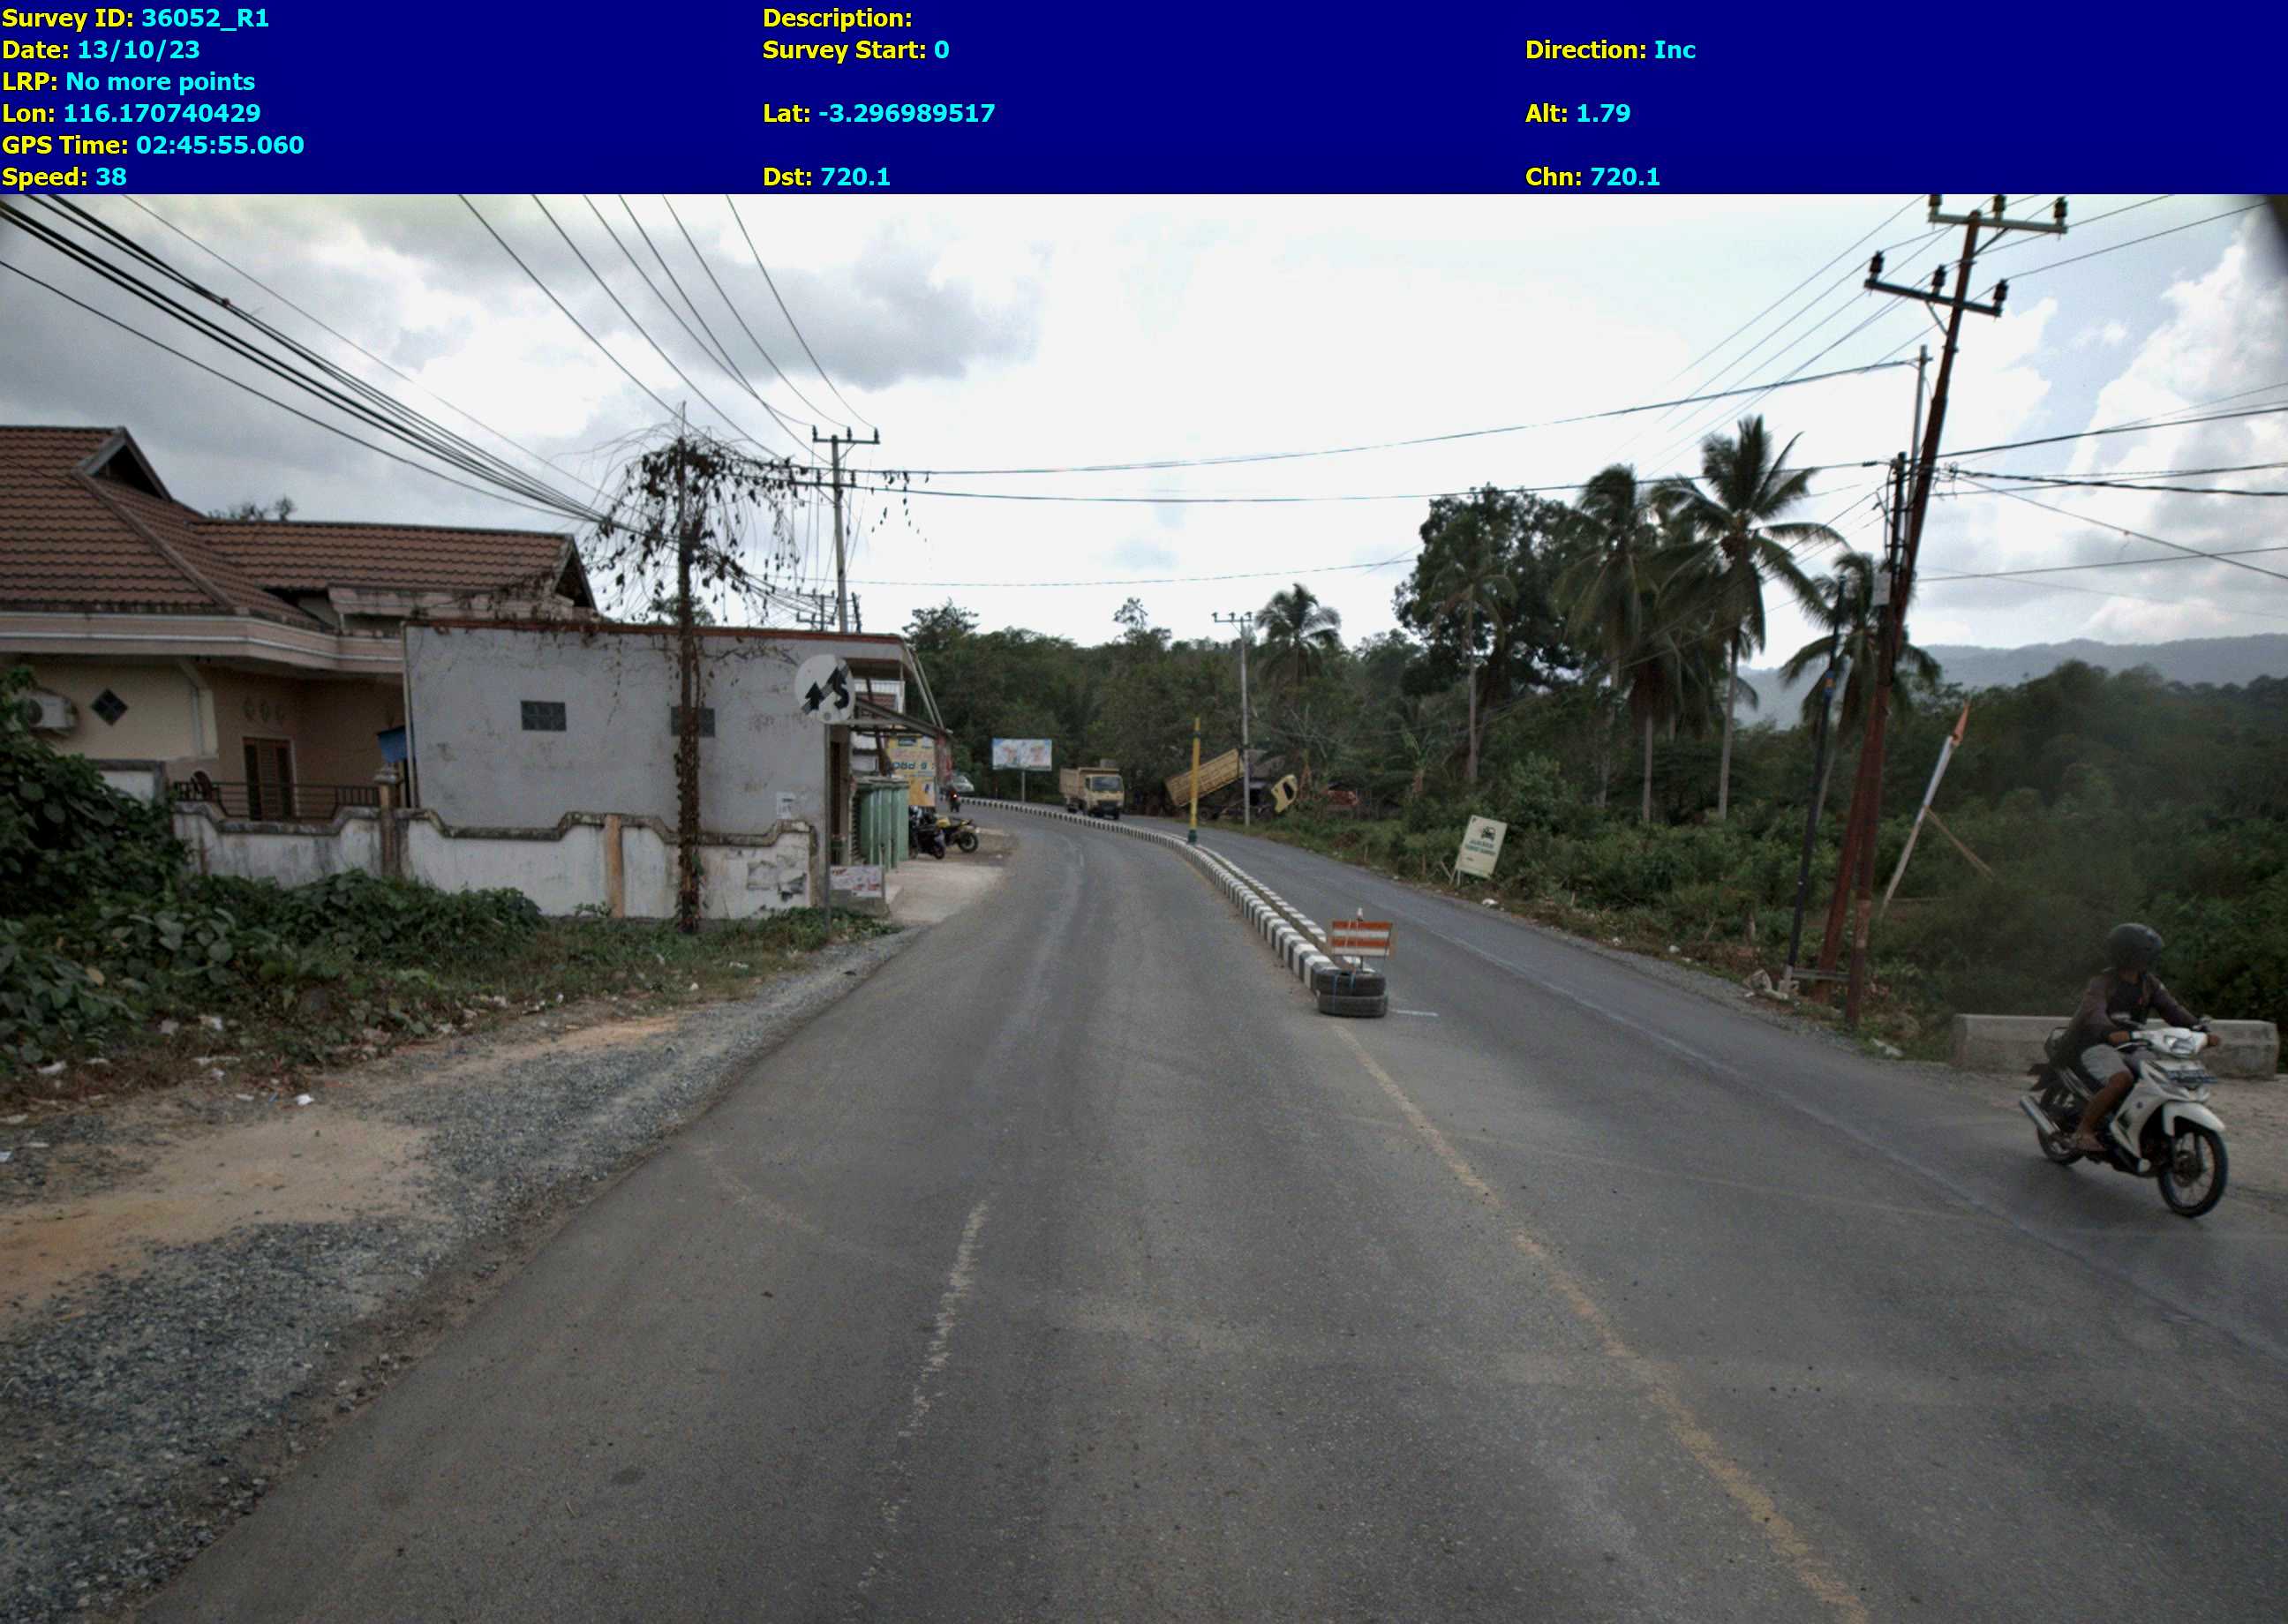 Survey ID: 36052_R1
Description:
Date: 13/10/23
Survey Start: 0
Direction: Inc
LRP: No more points
Lon: 116.170740429
Lat: -3.296989517
Alt: 1.79
GPS Time: 02:45:55.060
Speed: 38
Dst: 720.1
Chn: 720.1